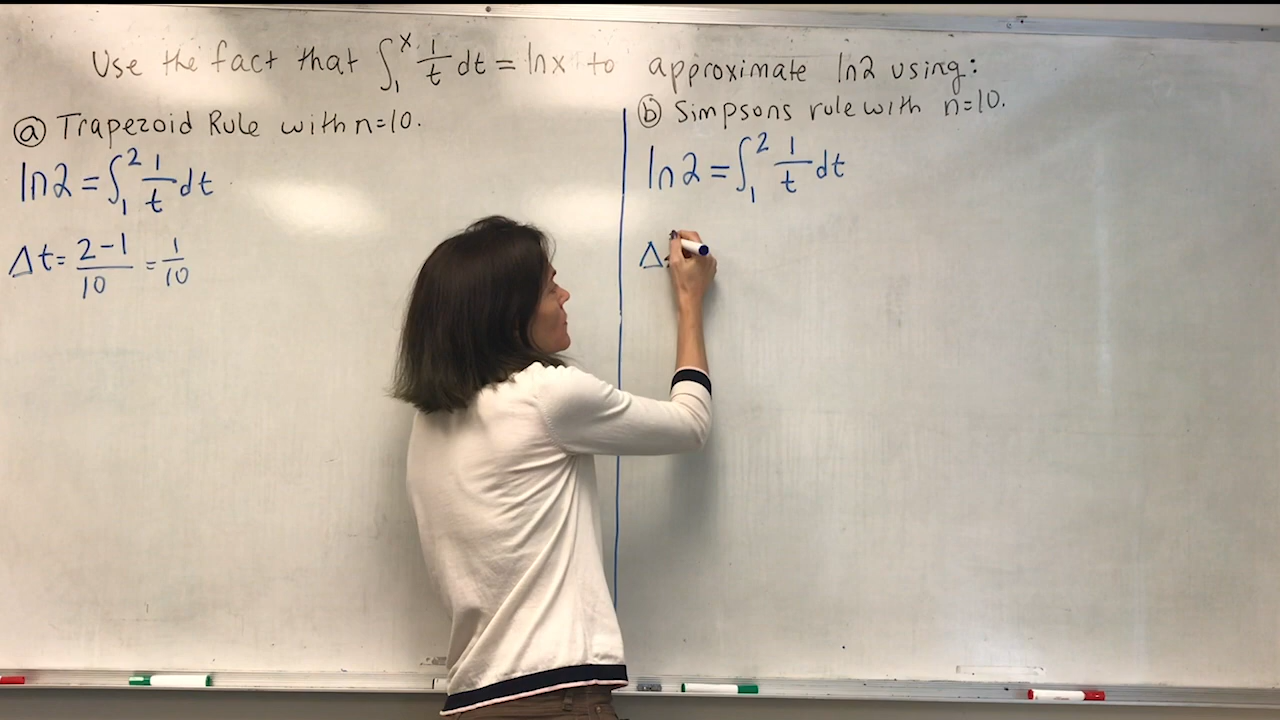 Use the fact that ∫₁ˣ 1/t dt = lnx to approximate ln2 using:
ⓐ Trapezoid Rule with n=10.
ln2 = ∫₁² 1/t dt
Δt = (2-1)/10 = 1/10
ⓑ Simpsons rule with n=10.
ln2 = ∫₁² 1/t dt
Δ